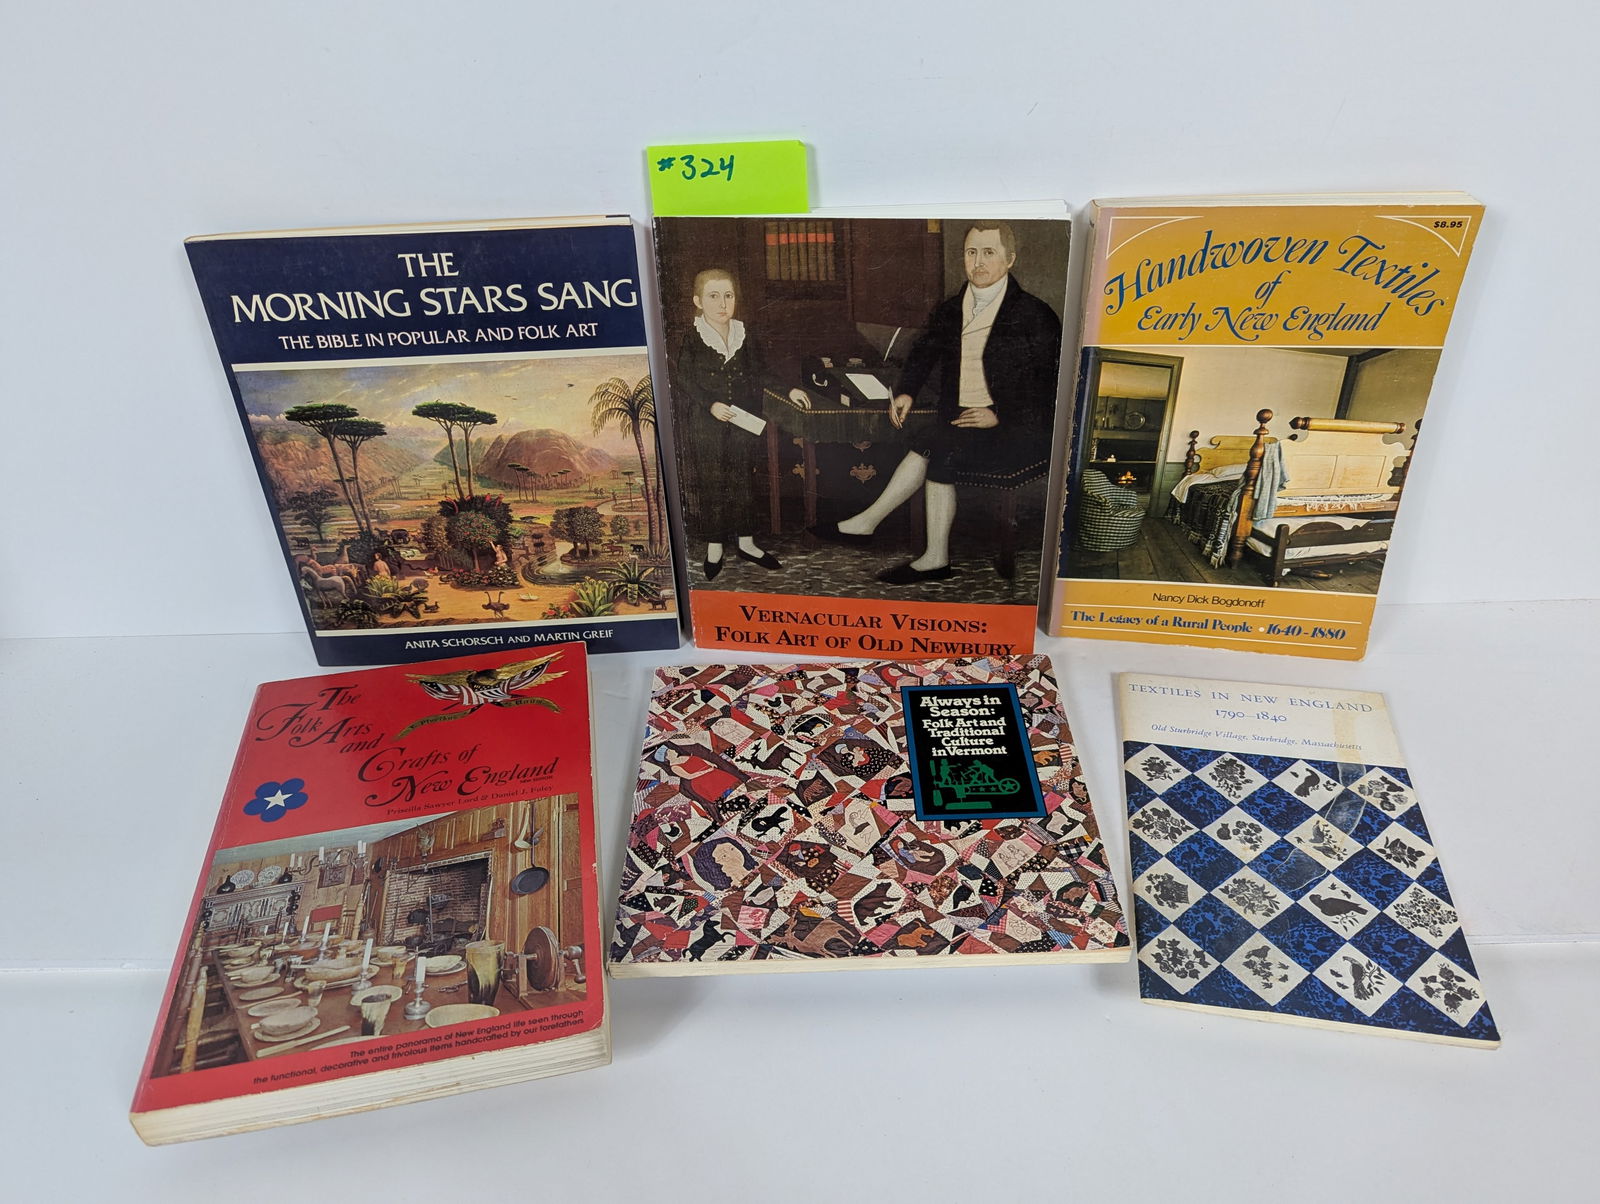 #324
THE
MORNING STARS SANG
THE BIBLE IN POPULAR AND FOLK ART
ANITA SCHORSCH AND MARTIN GREIF
VERNACULAR VISIONS:
FOLK ART OF OLD NEWBURY
$8.95
Handwoven Textiles
of
Early New England
Nancy Dick Bogdonoff
The Legacy of a Rural People • 1640-1880
The
Folk Arts
and
Crafts of
New England
NEW EDITION
Priscilla Sawyer Lord & Daniel J. Foley
The entire panorama of New England life seen through
the functional, decorative and frivolous items handcrafted by our forefathers
Always in
Season:
Folk Art and
Traditional
Culture
in Vermont
TEXTILES IN NEW ENGLAND
1790-1840
Old Sturbridge Village, Sturbridge, Massachusetts